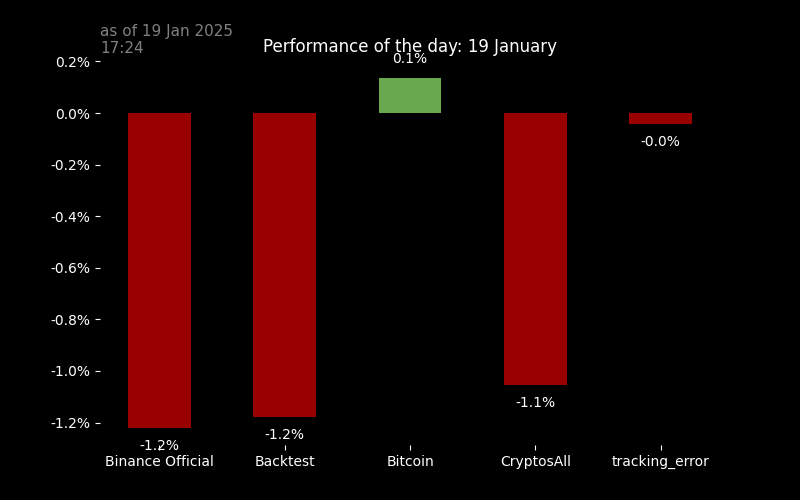 as of 19 Jan 2025
17:24
Performance of the day: 19 January
0.2%
0.0%
-0.2%
-0.4%
-0.6%
-0.8%
-1.0%
-1.2%
-1.2%
-1.2%
0.1%
-1.1%
-0.0%
Binance Official
Backtest
Bitcoin
CryptosAll
tracking_error